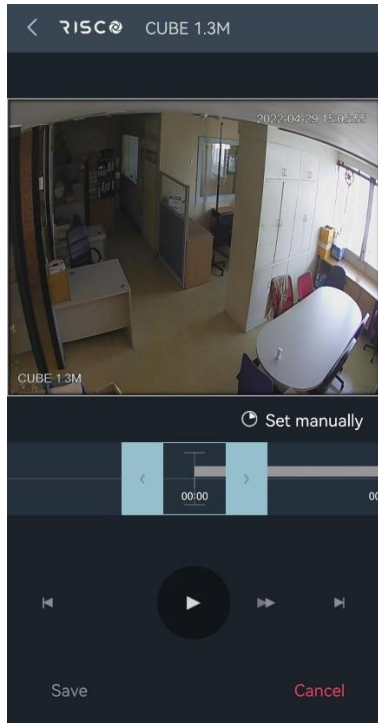 RISCO CUBE 1.3M
2022-04-29 15:05:55
CUBE 1.3M
Set manually
00:00
00
Save
Cancel